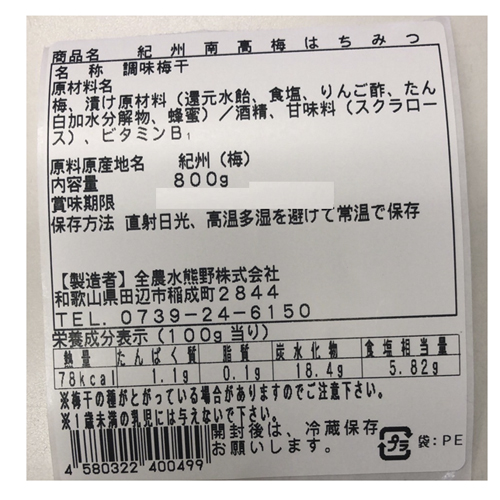 商品名 紀州南高梅はちみつ
名 称 調味梅干
原材料名
梅、漬け原材料（還元水飴、食塩、りんご酢、たん
白加水分解物、蜂蜜）／酒精、甘味料（スクラロー
ス）、ビタミンB₁
原料原産地名 紀州（梅）
内容量 800g
賞味期限
保存方法 直射日光、高温多湿を避けて常温で保存
【製造者】全農水熊野株式会社
和歌山県田辺市稲成町2844
TEL. 0739-24-6150
栄養成分表示（100g当り）
熱量 たんぱく質 脂質 炭水化物 食塩相当量
78kcal 1.1g 0.1g 18.4g 5.82g
※梅干の種がとがっている場合がありますのでご注意下さい。
※1歳未満の乳児には与えないで下さい。
開封後は、冷蔵保存
お願いします。
プラ 袋:PE
4 580322 400499